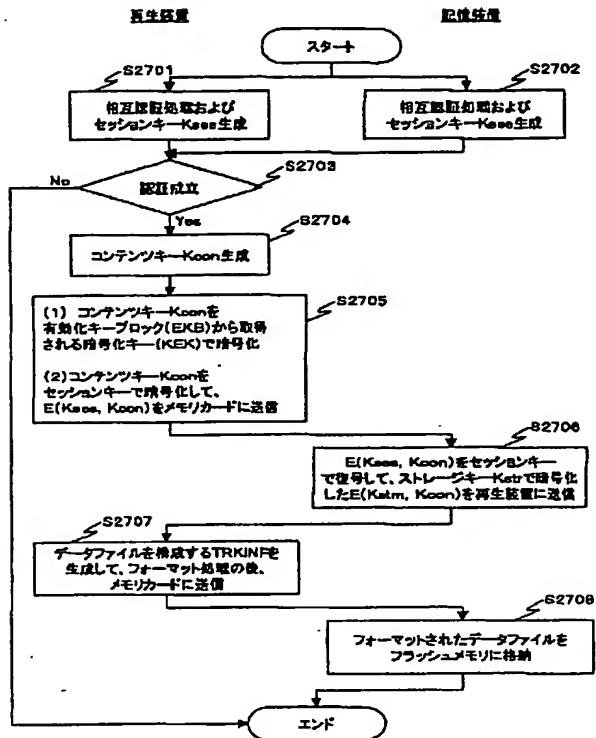 再生装置
記憶装置
スタート
S2701
S2702
相互認証処理および
セッションキーKses生成
相互認証処理および
セッションキーKses生成
S2703
No
認証成立
Yes
S2704
コンテンツキーKcon生成
S2705
(1) コンテンツキーKconを
有効化キーブロック(EKB)から取得
される暗号化キー(KEK)で暗号化
(2)コンテンツキーKconを
セッションキーで暗号化して、
E(Kses, Kcon)をメモリカードに送信
S2706
E(Kses, Kcon)をセッションキー
で復号して、ストレージキーKstrで暗号化
したE(Kstm, Kcon)を再生装置に送信
S2707
データファイルを構成するTRKINFを
生成して、フォーマット処理の後、
メモリカードに送信
S2708
フォーマットされたデータファイルを
フラッシュメモリに格納
エンド